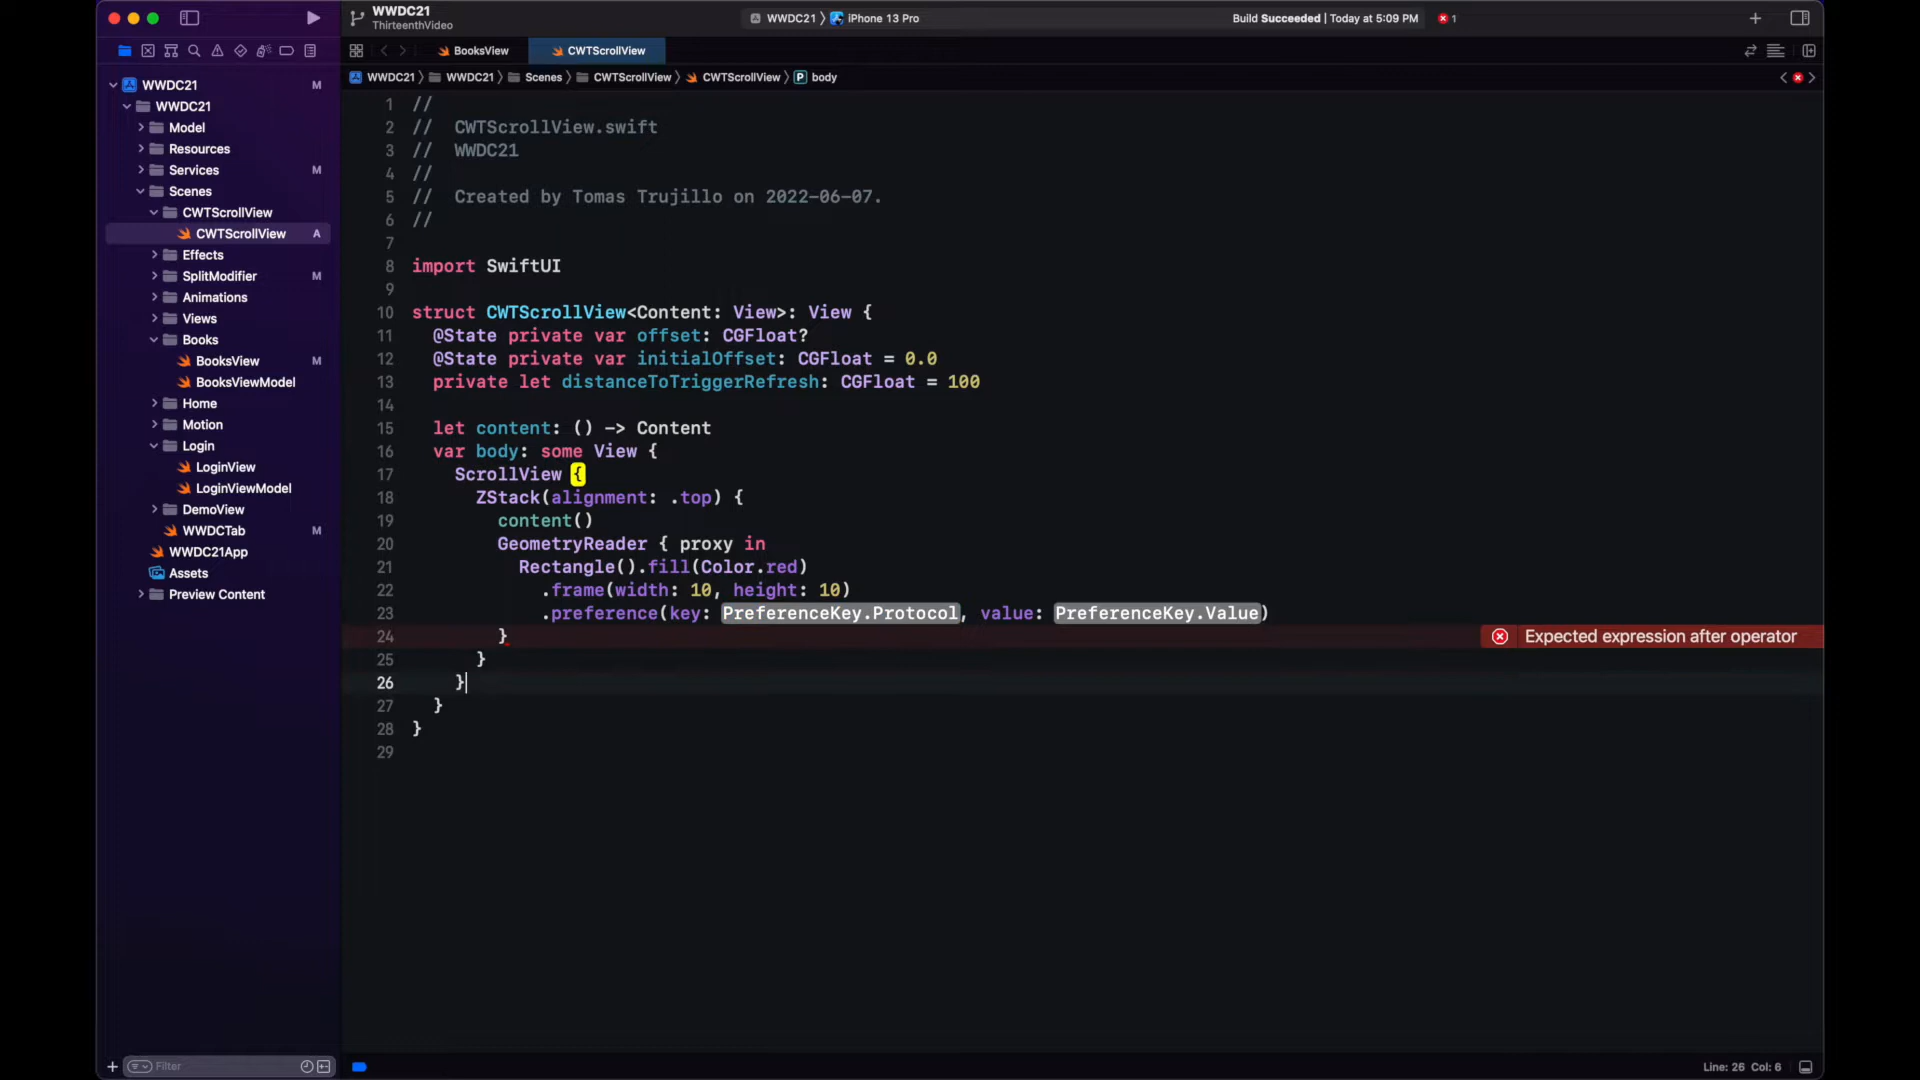 WWDC21
ThirteenthVideo
WWDC21 〉 iPhone 13 Pro
Build Succeeded | Today at 5:09 PM
1
BooksView
CWTScrollView
WWDC21 〉 WWDC21 〉 Scenes 〉 CWTScrollView 〉 CWTScrollView 〉 P body
WWDC21 M
WWDC21
Model
Resources
Services M
Scenes
CWTScrollView
CWTScrollView A
Effects
SplitModifier M
Animations
Views
Books
BooksView M
BooksViewModel
Home
Motion
Login
LoginView
LoginViewModel
DemoView
WWDCTab M
WWDC21App
Assets
Preview Content
Filter
1 //
2 //  CWTScrollView.swift
3 //  WWDC21
4 //
5 //  Created by Tomas Trujillo on 2022-06-07.
6 //
7
8 import SwiftUI
9
10 struct CWTScrollView<Content: View>: View {
11   @State private var offset: CGFloat?
12   @State private var initialOffset: CGFloat = 0.0
13   private let distanceToTriggerRefresh: CGFloat = 100
14
15   let content: () -> Content
16   var body: some View {
17     ScrollView {
18       ZStack(alignment: .top) {
19         content()
20         GeometryReader { proxy in
21           Rectangle().fill(Color.red)
22             .frame(width: 10, height: 10)
23             .preference(key: PreferenceKey.Protocol, value: PreferenceKey.Value)
24         } Expected expression after operator
25       }
26     }
27   }
28 }
29
Line: 26 Col: 6